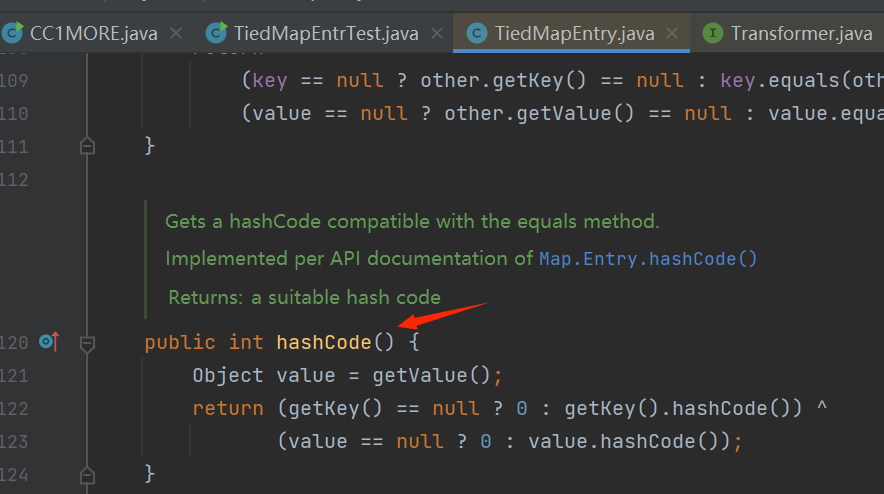 CC1MORE.java TiedMapEntrTest.java TiedMapEntry.java Transformer.java
109 (key == null ? other.getKey() == null : key.equals(oth
110 (value == null ? other.getValue() == null : value.equa
111 }
112
Gets a hashCode compatible with the equals method.
Implemented per API documentation of Map.Entry.hashCode()
Returns: a suitable hash code
120 public int hashCode() {
121 Object value = getValue();
122 return (getKey() == null ? 0 : getKey().hashCode()) ^
123 (value == null ? 0 : value.hashCode());
124 }